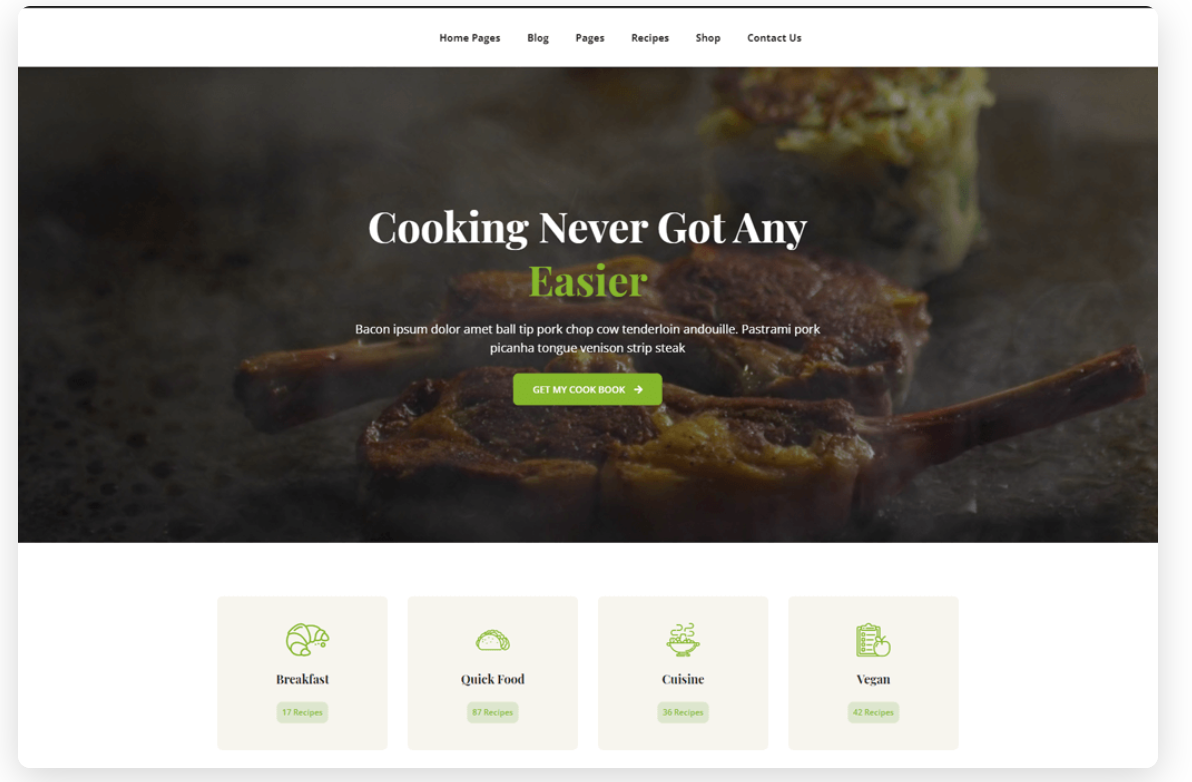 Home Pages Blog Pages Recipes Shop Contact Us
Cooking Never Got Any
Easier
Bacon ipsum dolor amet ball tip pork chop cow tenderloin andouille. Pastrami pork
picanha tongue venison strip steak
GET MY COOK BOOK
Breakfast Quick Food Cuisine Vegan
17 Recipes 87 Recipes 36 Recipes 42 Recipes